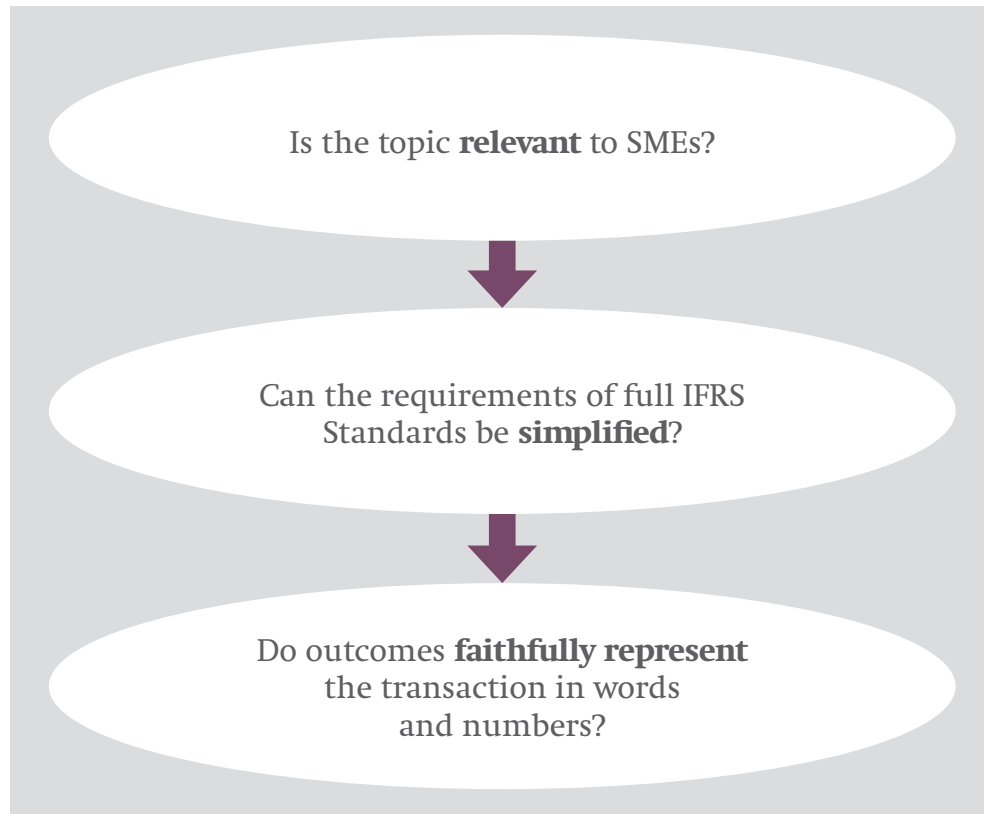 Is the topic relevant to SMEs?
Can the requirements of full IFRS
Standards be simplified?
Do outcomes faithfully represent
the transaction in words
and numbers?